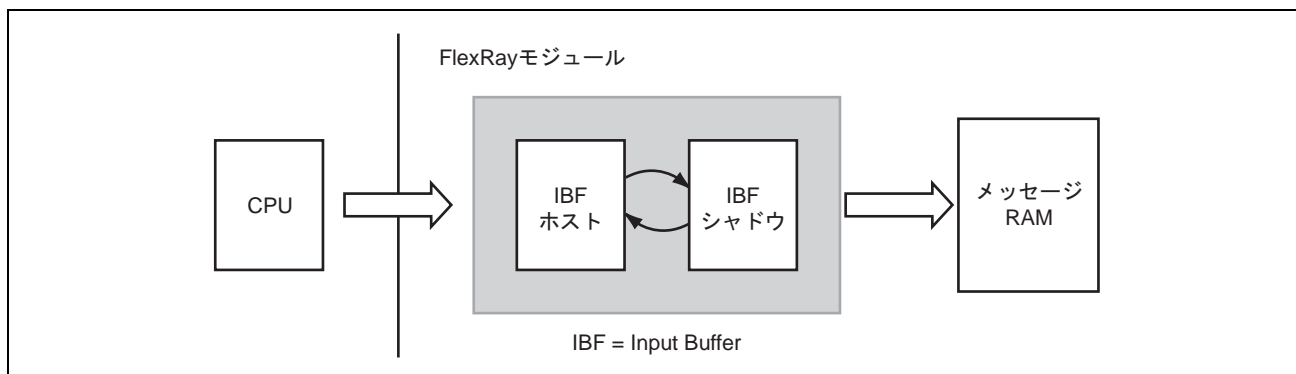 FlexRayモジュール
CPU
IBF
ホスト
IBF
シャドウ
メッセージ
RAM
IBF = Input Buffer